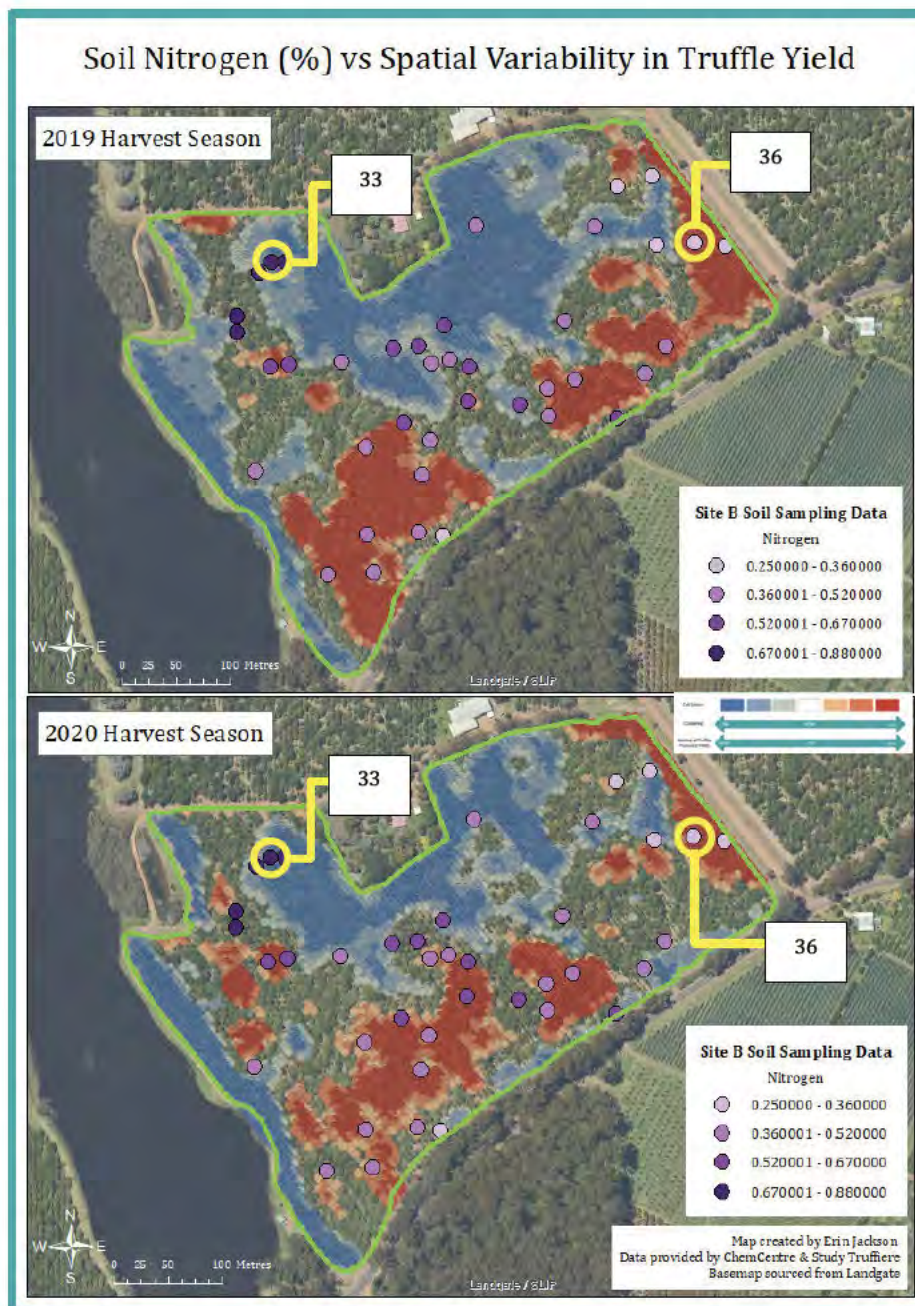 Soil Nitrogen (%) vs Spatial Variability in Truffle Yield
2019 Harvest Season
33
36
Site B Soil Sampling Data
Nitrogen
0.250000 - 0.360000
0.360001 - 0.520000
0.520001 - 0.670000
0.670001 - 0.880000
N
W E
S
0 25 50 100 Metres
Landgate / SLIP
2020 Harvest Season
33
36
Site B Soil Sampling Data
Nitrogen
0.250000 - 0.360000
0.360001 - 0.520000
0.520001 - 0.670000
0.670001 - 0.880000
N
W E
S
0 25 50 100 Metres
Landgate / SLIP
Map created by Erin Jackson
Data provided by ChemCentre & Study Truffiere
Basemap sourced from Landgate